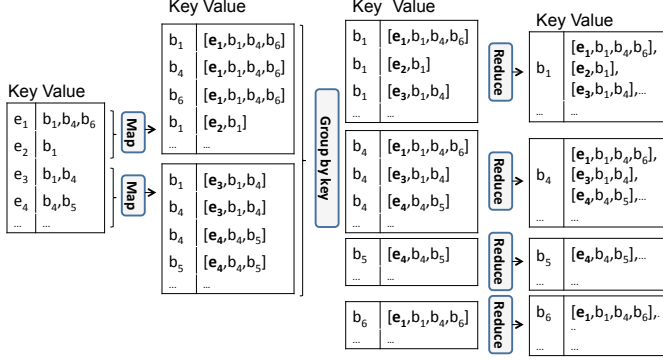 Key Value
e1 b1,b4,b6
e2 b1
e3 b1,b4
e4 b4,b5
... ...
Map
Map
Key Value
b1 [e1,b1,b4,b6]
b4 [e1,b1,b4,b6]
b6 [e1,b1,b4,b6]
b1 [e2,b1]
... ...
b1 [e3,b1,b4]
b4 [e3,b1,b4]
b4 [e4,b4,b5]
b5 [e4,b4,b5]
... ...
Group by key
Key Value
b1 [e1,b1,b4,b6]
b1 [e2,b1]
b1 [e3,b1,b4]
... ...
b4 [e1,b1,b4,b6]
b4 [e3,b1,b4]
b4 [e4,b4,b5]
... ...
b5 [e4,b4,b5]
... ...
b6 [e1,b1,b4,b6]
... ...
Reduce
Reduce
Reduce
Reduce
Key Value
[e1,b1,b4,b6],
b1 [e2,b1],
[e3,b1,b4],...
... ...
[e1,b1,b4,b6],
b4 [e3,b1,b4],
[e4,b4,b5],...
... ...
b5 [e4,b4,b5],...
... ...
b6 [e1,b1,b4,b6],..
..
... ...